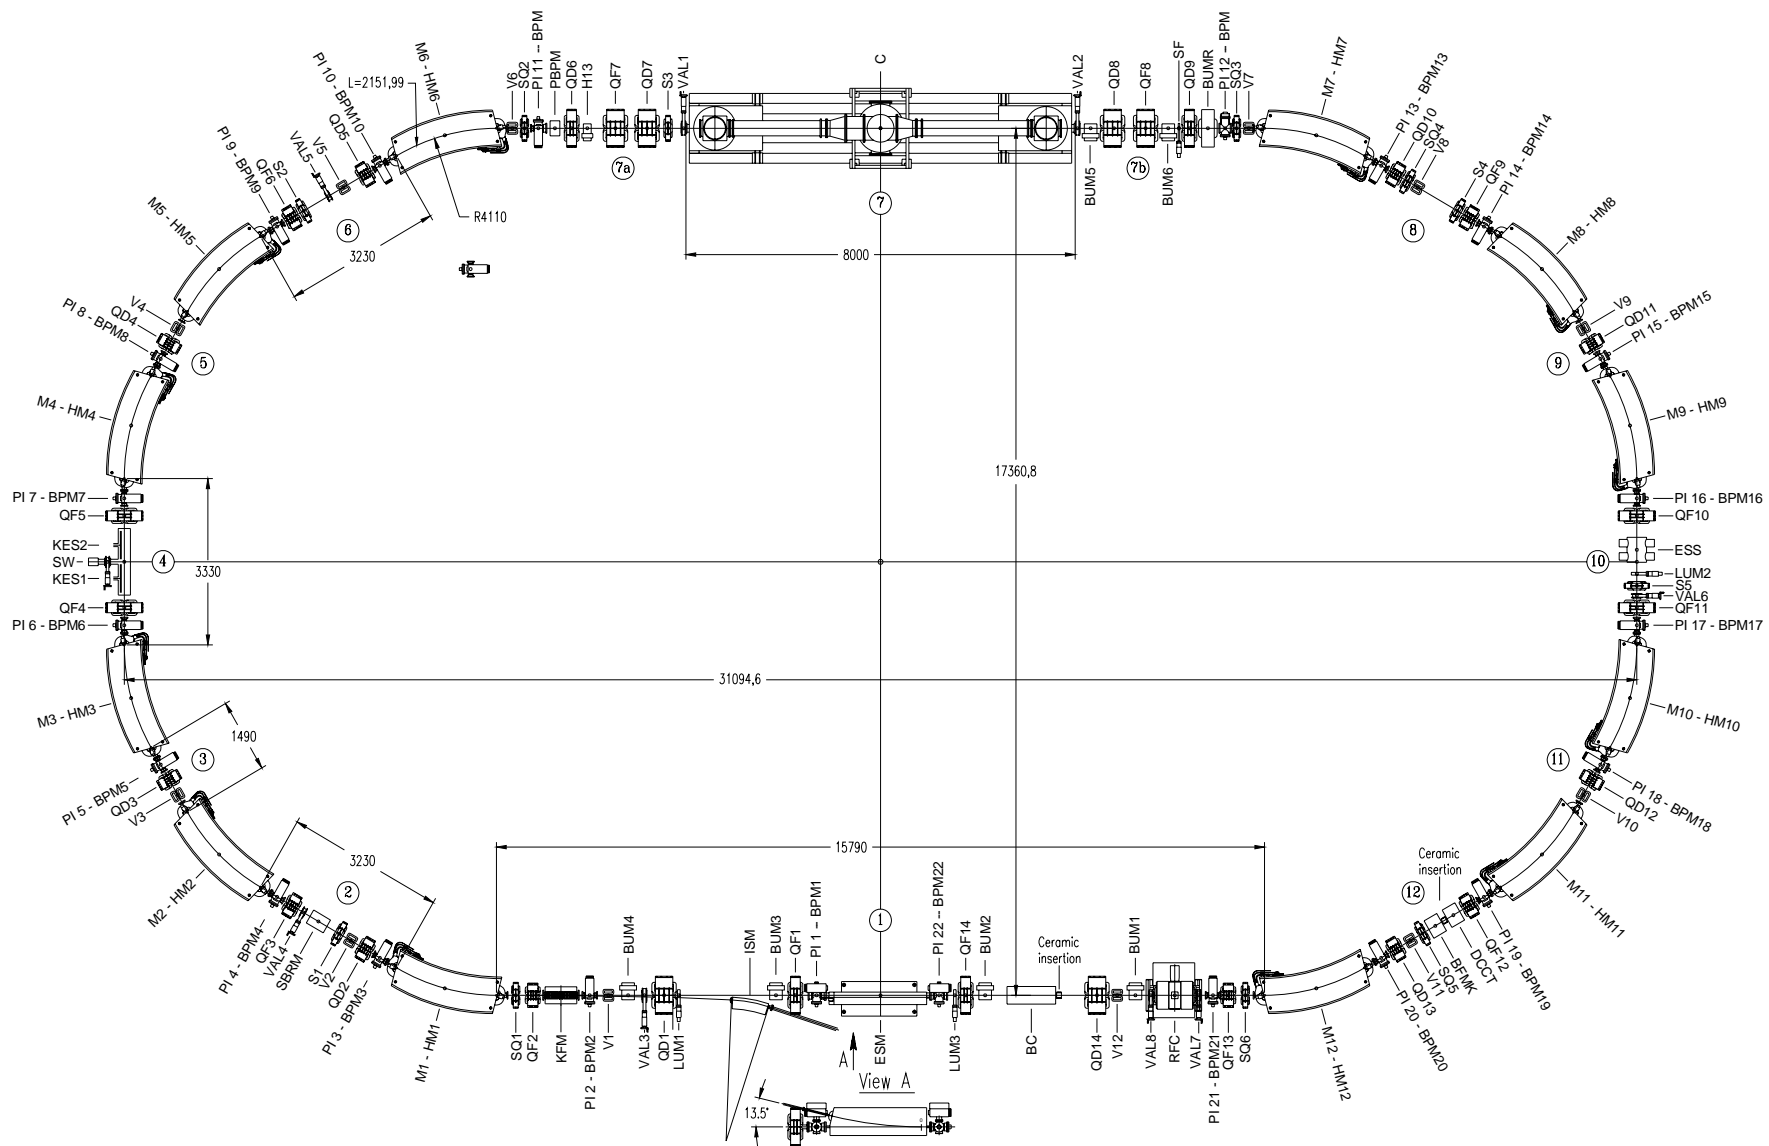 M6 - HM6
L=2151,99
PI 10 - BPM10
QD5
V5
VAL5
S2
QF6
PI 9 - BPM9
M5 - HM5
V6
SQ2
PI 11 -- BPM
PBPM
QD6
H13
QF7
QD7
S3
VAL1
C
VAL2
QD8
QF8
SF
QD9
BUMR
PI 12 -- BPM
SQ3
V7
M7 - HM7
PI 13 - BPM13
QD10
SQ4
V8
S4
QF9
PI 14 - BPM14
M8 - HM8
7a
7b
BUM5
BUM6
7
R4110
6
3230
8000
8
V4
QD4
PI 8 - BPM8
5
V9
QD11
PI 15 - BPM15
9
M4 - HM4
M9 - HM9
17360,8
PI 7 - BPM7
QF5
KES2
SW
KES1
QF4
PI 6 - BPM6
4
3330
10
PI 16 - BPM16
QF10
ESS
LUM2
S5
VAL6
QF11
PI 17 - BPM17
31094,6
M3 - HM3
1490
M10 - HM10
3
PI 5 - BPM5
QD3
V3
11
PI 18 - BPM18
QD12
V10
M2 - HM2
3230
2
15790
Ceramic
insertion
12
M11 - HM11
PI 4 - BPM4
QF3
VAL4
SBRM
S1
V2
QD2
PI 3 - BPM3
M1 - HM1
BUM4
ISM
BUM3
QF1
PI 1 -- BPM1
1
PI 22 -- BPM22
QF14
BUM2
Ceramic
insertion
BUM1
PI 19 - BPM19
QF12
DCCT
BFMK
SQ5
V11
QD13
PI 20 - BPM20
M12 - HM12
SQ1
QF2
KFM
PI 2 - BPM2
V1
VAL3
QD1
LUM1
A
ESM
LUM3
BC
QD14
V12
VAL8
RFC
VAL7
PI 21 - BPM21
QF13
SQ6
View A
13.5°